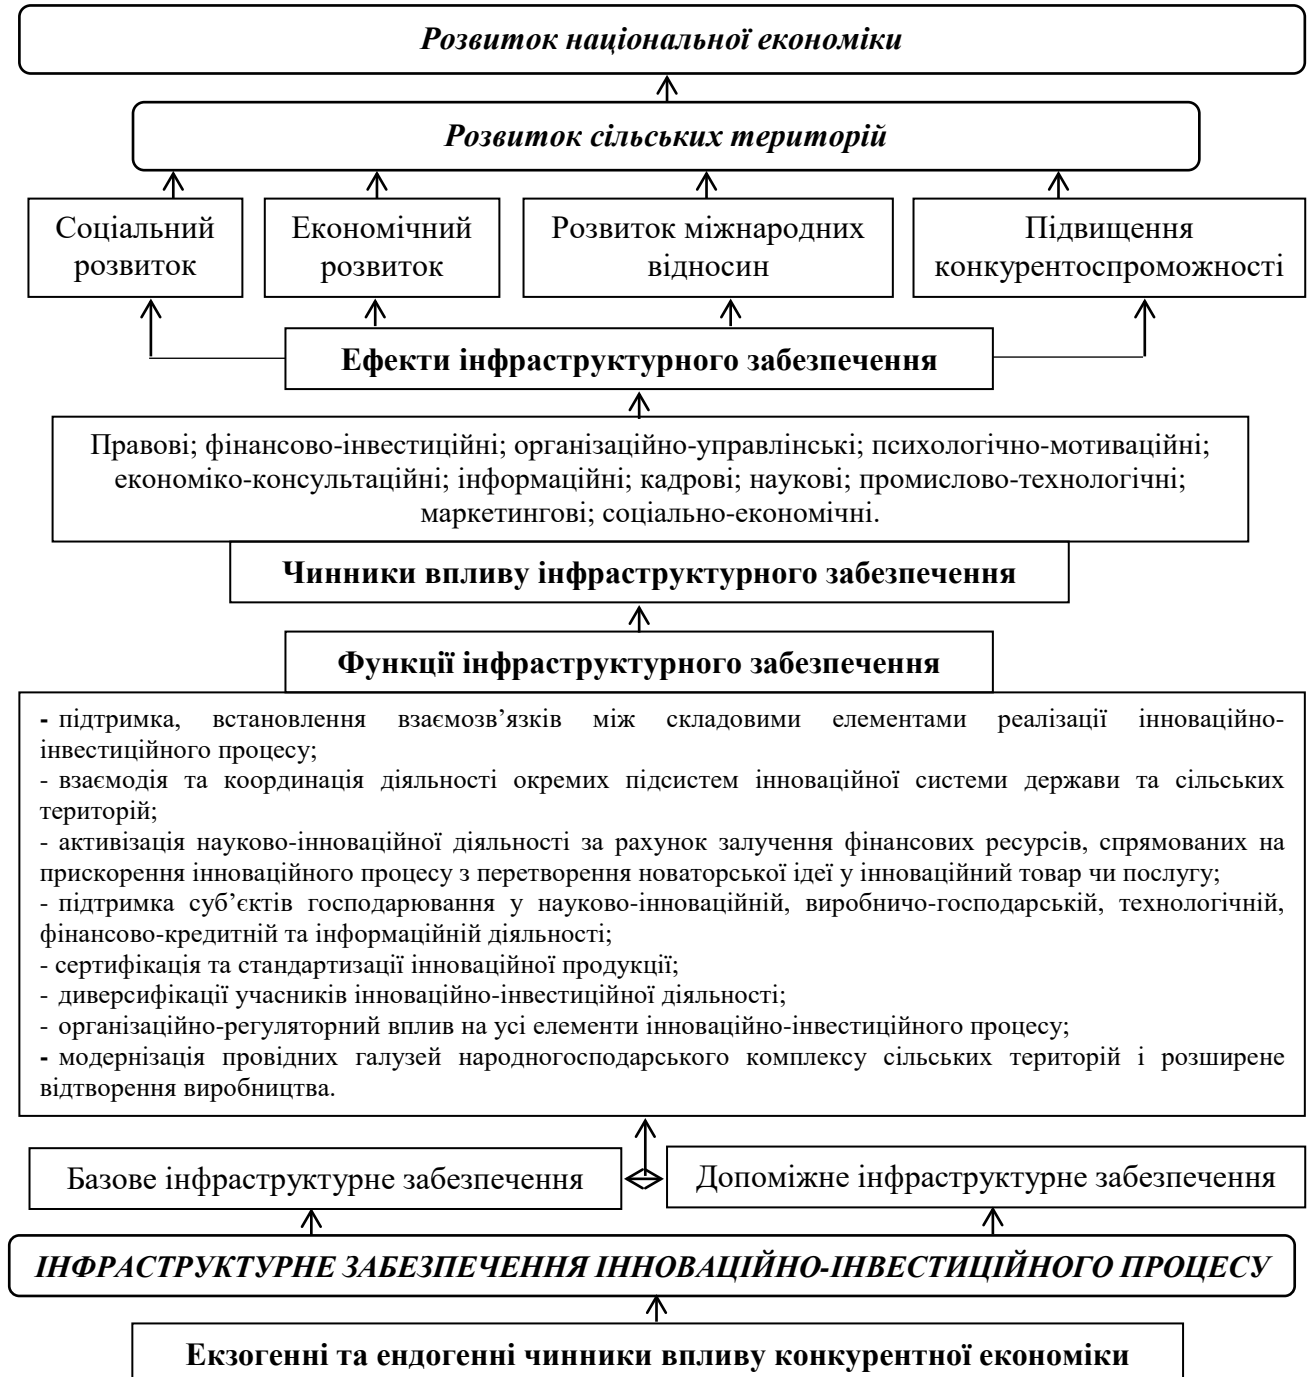 Розвиток національної економіки
Розвиток сільських територій
Соціальний
розвиток
Економічний
розвиток
Розвиток міжнародних
відносин
Підвищення
конкурентоспроможності
Ефекти інфраструктурного забезпечення
Правові; фінансово-інвестиційні; організаційно-управлінські; психологічно-мотиваційні;
економіко-консультаційні; інформаційні; кадрові; наукові; промислово-технологічні;
маркетингові; соціально-економічні.
Чинники впливу інфраструктурного забезпечення
Функції інфраструктурного забезпечення
- підтримка, встановлення взаємозв’язків між складовими елементами реалізації інноваційно-
інвестиційного процесу;
- взаємодія та координація діяльності окремих підсистем інноваційної системи держави та сільських
територій;
- активізація науково-інноваційної діяльності за рахунок залучення фінансових ресурсів, спрямованих на
прискорення інноваційного процесу з перетворення новаторської ідеї у інноваційний товар чи послугу;
- підтримка суб’єктів господарювання у науково-інноваційній, виробничо-господарській, технологічній,
фінансово-кредитній та інформаційній діяльності;
- сертифікація та стандартизації інноваційної продукції;
- диверсифікації учасників інноваційно-інвестиційної діяльності;
- організаційно-регуляторний вплив на усі елементи інноваційно-інвестиційного процесу;
- модернізація провідних галузей народногосподарського комплексу сільських територій і розширене
відтворення виробництва.
Базове інфраструктурне забезпечення
Допоміжне інфраструктурне забезпечення
ІНФРАСТРУКТУРНЕ ЗАБЕЗПЕЧЕННЯ ІННОВАЦІЙНО-ІНВЕСТИЦІЙНОГО ПРОЦЕСУ
Екзогенні та ендогенні чинники впливу конкурентної економіки